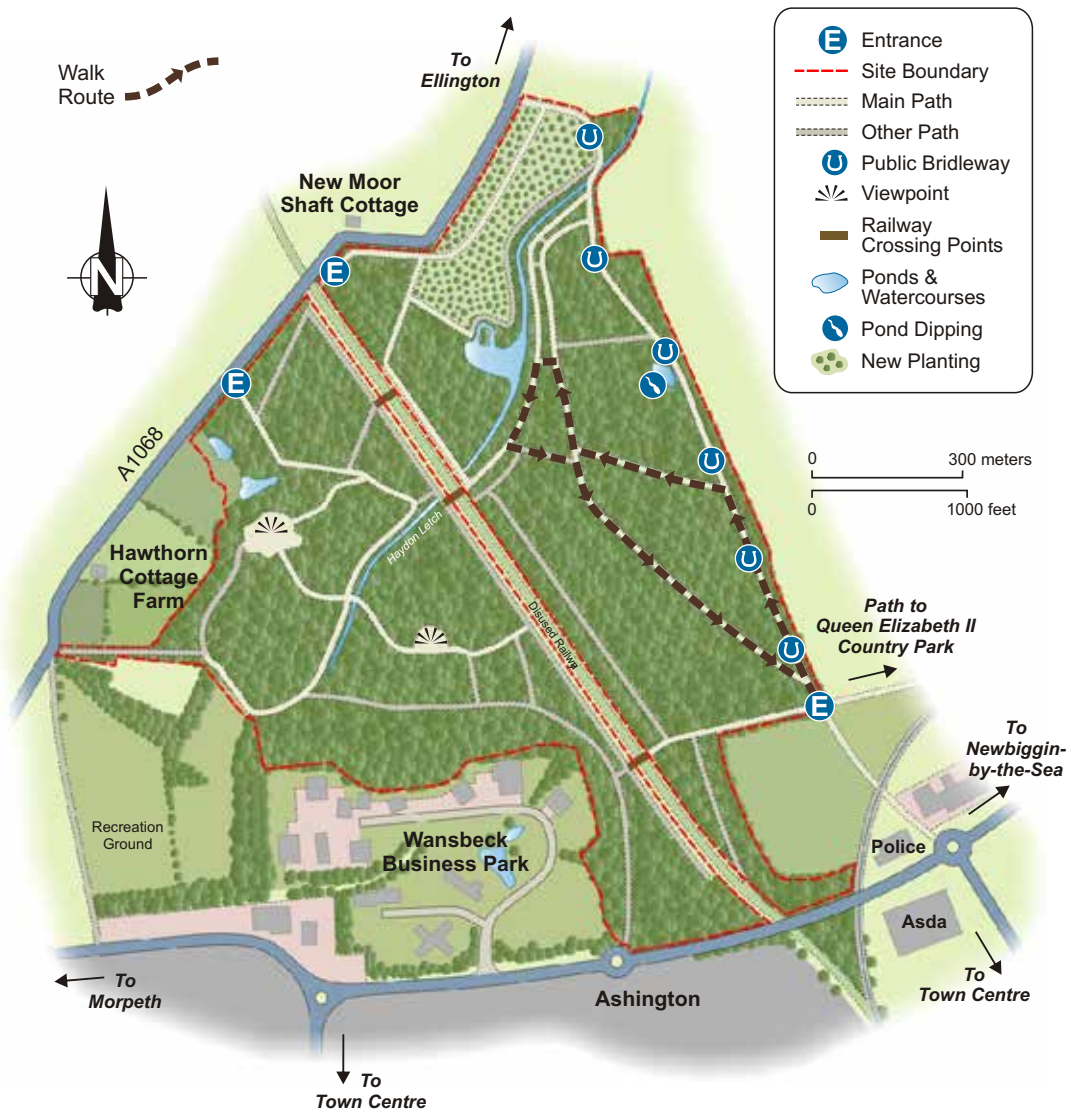 Walk
Route
To
Ellington
E Entrance
Site Boundary
Main Path
Other Path
Public Bridleway
Viewpoint
Railway
Crossing Points
Ponds &
Watercourses
Pond Dipping
New Planting
New Moor
Shaft Cottage
N
E
E
A1068
0 300 meters
0 1000 feet
Haydon Letch
Hawthorn
Cottage
Farm
Disused Railwa
Path to
Queen Elizabeth II
Country Park
E
To
Newbiggin-
by-the-Sea
Recreation
Ground
Wansbeck
Business Park
Police
Asda
To
Morpeth
Ashington
To
Town Centre
To
Town Centre